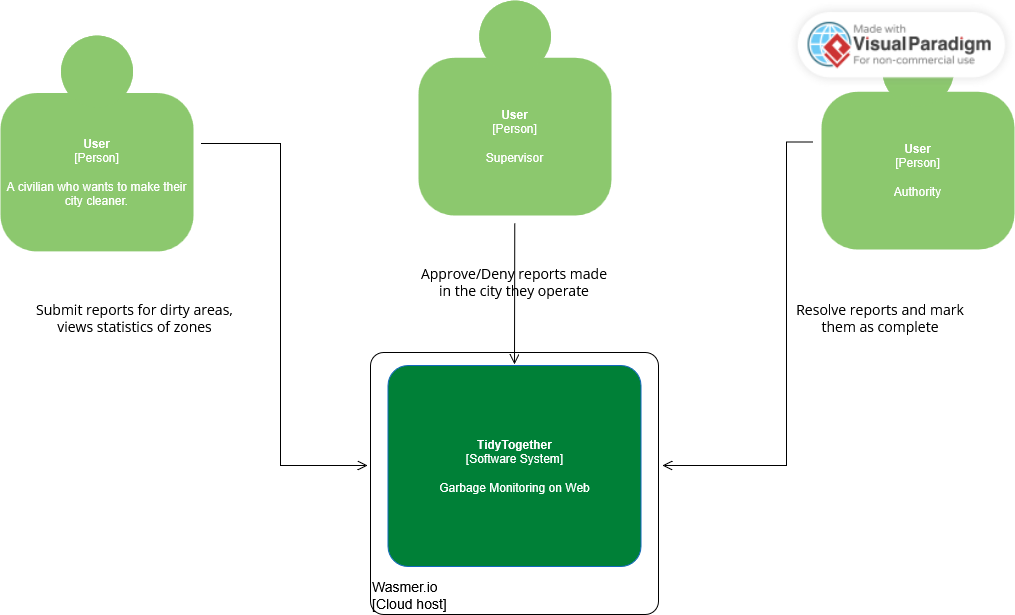 Made with
Visual Paradigm
For non-commercial use
User
[Person]
A civilian who wants to make their
city cleaner.
User
[Person]
Supervisor
User
[Person]
Authority
Submit reports for dirty areas,
views statistics of zones
Approve/Deny reports made
in the city they operate
Resolve reports and mark
them as complete
TidyTogether
[Software System]
Garbage Monitoring on Web
Wasmer.io
[Cloud host]